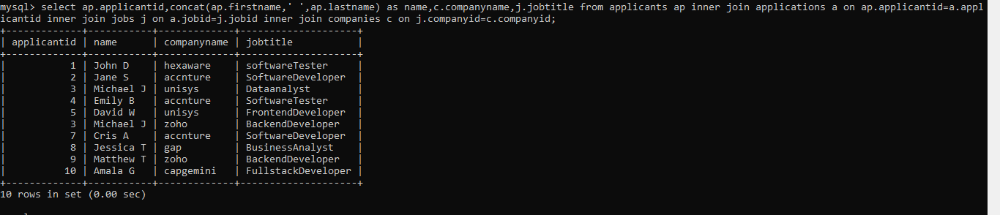 mysql> select ap.applicantid,concat(ap.firstname,' ',ap.lastname) as name,c.companyname,j.jobtitle from applicants ap inner join applications a on ap.applicantid=a.appl
icantid inner join jobs j on a.jobid=j.jobid inner join companies c on j.companyid=c.companyid;
+-------------+-----------+-------------+--------------------+
| applicantid | name      | companyname | jobtitle           |
+-------------+-----------+-------------+--------------------+
|           1 | John D    | hexaware    | softwareTester     |
|           2 | Jane S    | accnture    | SoftwareDeveloper  |
|           3 | Michael J | unisys      | Dataanalyst        |
|           4 | Emily B   | accnture    | SoftwareTester     |
|           5 | David W   | unisys      | FrontendDeveloper  |
|           3 | Michael J | zoho        | BackendDeveloper   |
|           7 | Cris A    | accnture    | SoftwareDeveloper  |
|           8 | Jessica T | gap         | BusinessAnalyst    |
|           9 | Matthew T | zoho        | BackendDeveloper   |
|          10 | Amala G   | capgemini   | FullstackDeveloper |
+-------------+-----------+-------------+--------------------+
10 rows in set (0.00 sec)